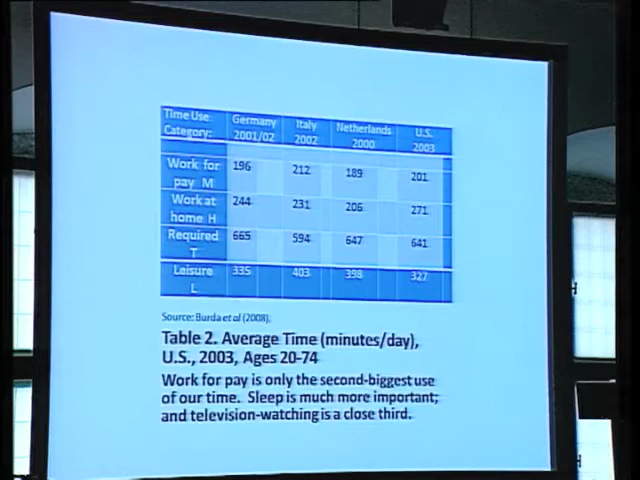 Time Use Category: Germany 2001/02 Italy 2002 Netherlands 2000 U.S. 2003
Work for pay M 196 212 189 201
Work at home H 244 231 206 271
Required T 665 594 647 641
Leisure L 335 403 398 327
Source: Burda et al (2008),
Table 2. Average Time (minutes/day),
U.S., 2003, Ages 20-74
Work for pay is only the second-biggest use
of our time. Sleep is much more important;
and television-watching is a close third.